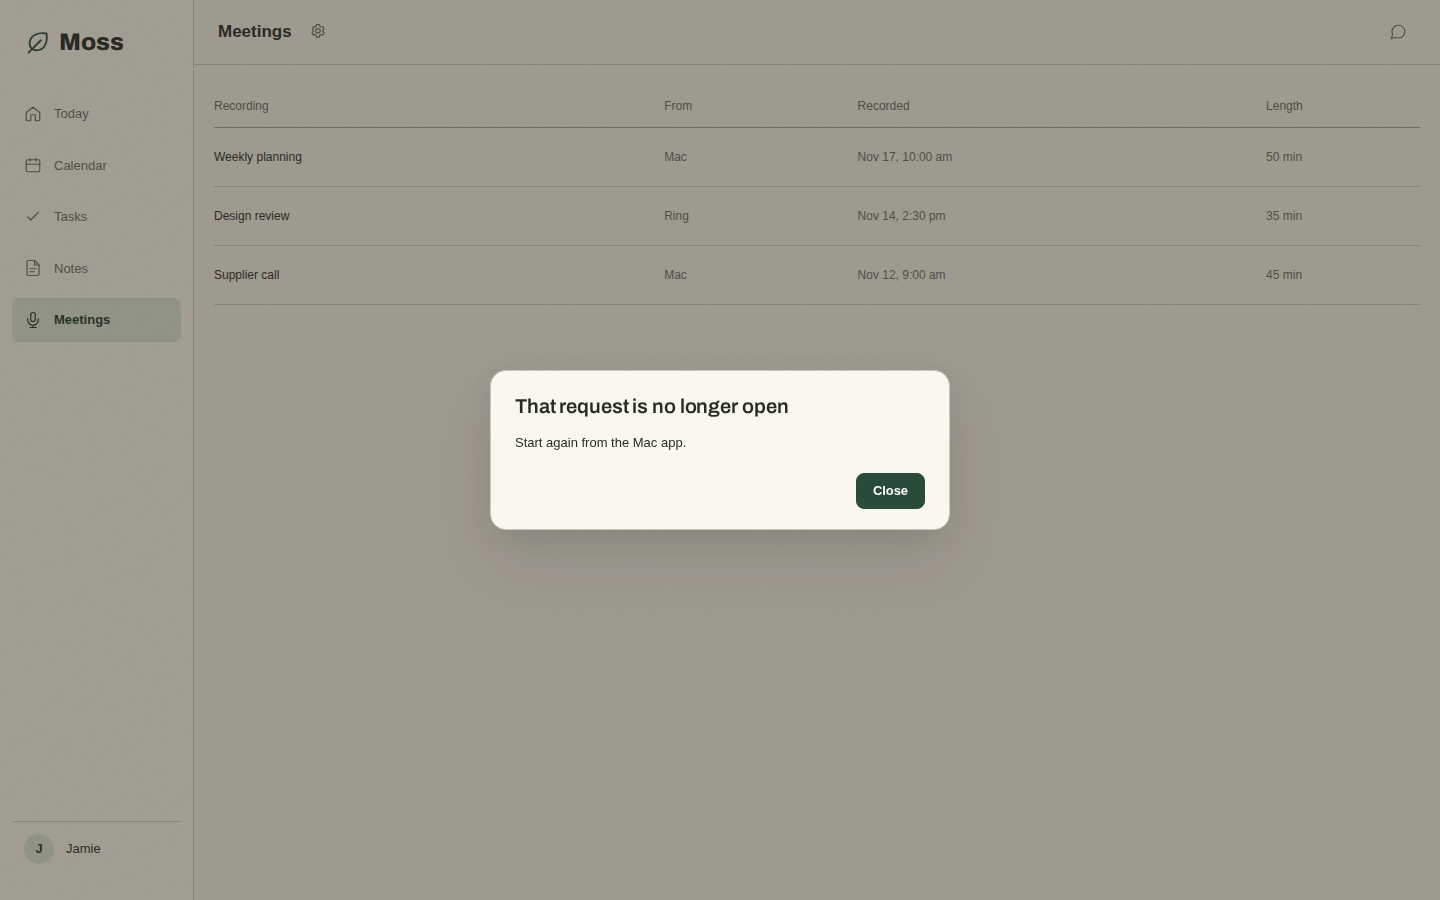 Moss
Today
Calendar
Tasks
Notes
Meetings
J Jamie
Meetings
Recording From Recorded Length
Weekly planning Mac Nov 17, 10:00 am 50 min
Design review Ring Nov 14, 2:30 pm 35 min
Supplier call Mac Nov 12, 9:00 am 45 min
That request is no longer open
Start again from the Mac app.
Close